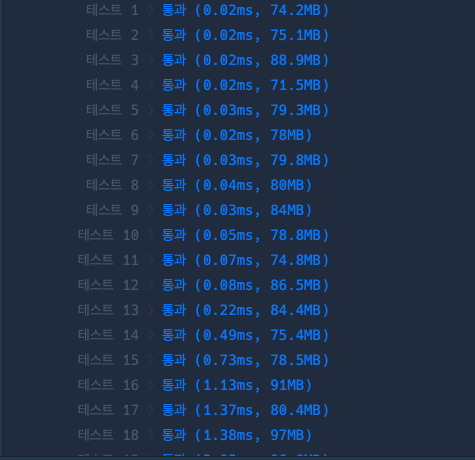 테스트 1 > 통과 (0.02ms, 74.2MB)
테스트 2 > 통과 (0.02ms, 75.1MB)
테스트 3 > 통과 (0.02ms, 88.9MB)
테스트 4 > 통과 (0.02ms, 71.5MB)
테스트 5 > 통과 (0.03ms, 79.3MB)
테스트 6 > 통과 (0.02ms, 78MB)
테스트 7 > 통과 (0.03ms, 79.8MB)
테스트 8 > 통과 (0.04ms, 80MB)
테스트 9 > 통과 (0.03ms, 84MB)
테스트 10 > 통과 (0.05ms, 78.8MB)
테스트 11 > 통과 (0.07ms, 74.8MB)
테스트 12 > 통과 (0.08ms, 86.5MB)
테스트 13 > 통과 (0.22ms, 84.4MB)
테스트 14 > 통과 (0.49ms, 75.4MB)
테스트 15 > 통과 (0.73ms, 78.5MB)
테스트 16 > 통과 (1.13ms, 91MB)
테스트 17 > 통과 (1.37ms, 80.4MB)
테스트 18 > 통과 (1.38ms, 97MB)